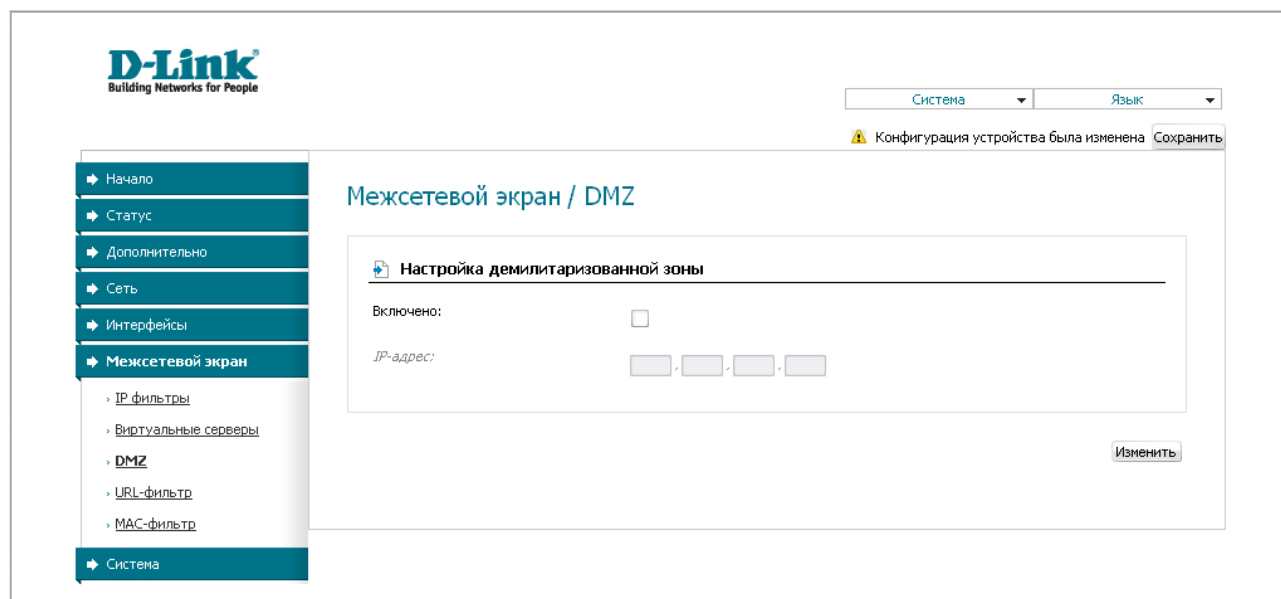 D-Link®
Building Networks for People
Система
Язык
Конфигурация устройства была изменена Сохранить
Начало
Статус
Дополнительно
Сеть
Интерфейсы
Межсетевой экран
IP фильтры
Виртуальные серверы
DMZ
URL-фильтр
MAC-фильтр
Система
Межсетевой экран / DMZ
Настройка демилитаризованной зоны
Включено:
IP-адрес:
Изменить